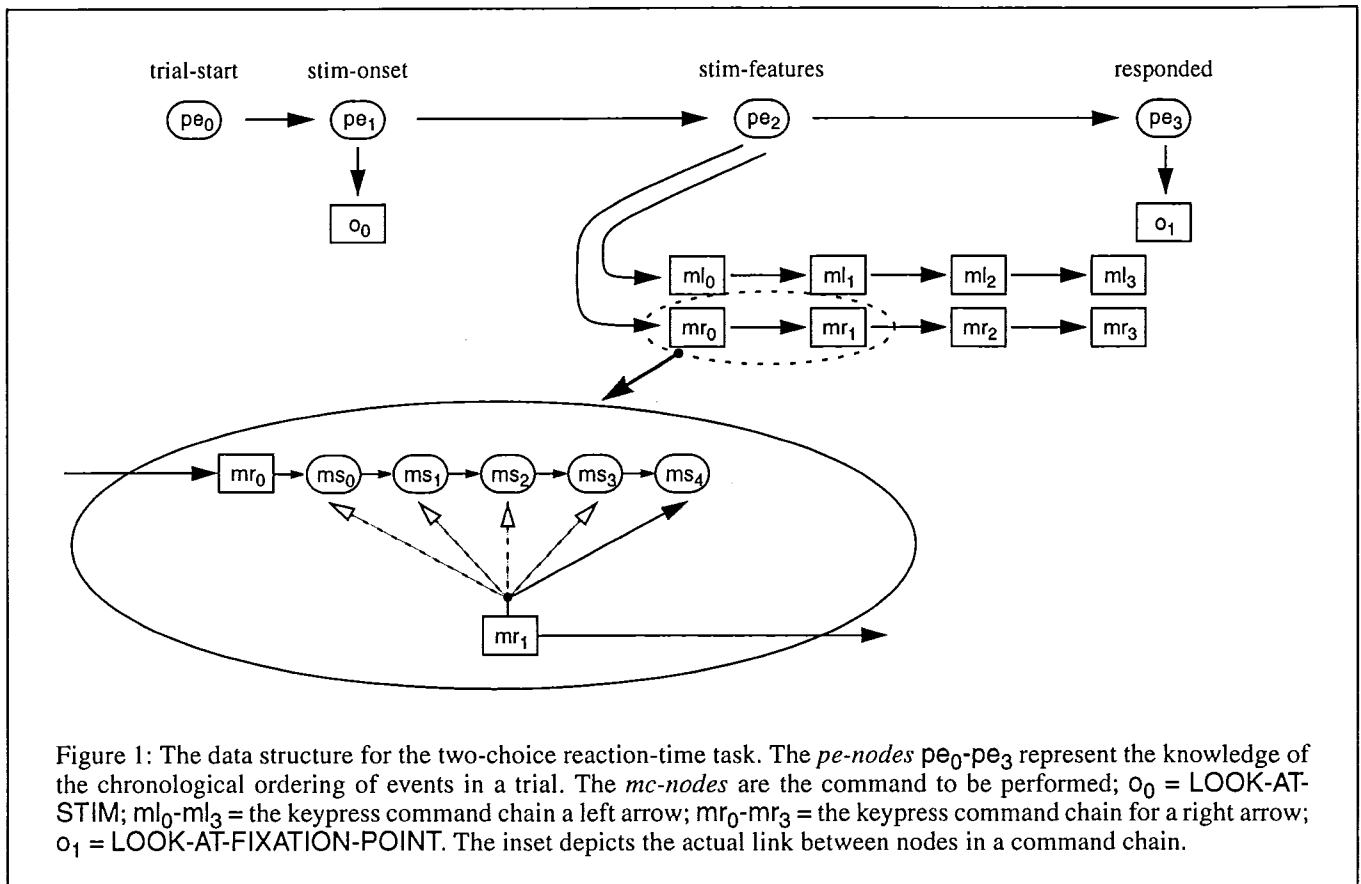 trial-start stim-onset stim-features responded
pe0 pe1 pe2 pe3
o0 o1
ml0 ml1 ml2 ml3
mr0 mr1 mr2 mr3
mr0 ms0 ms1 ms2 ms3 ms4
mr1
Figure 1: The data structure for the two-choice reaction-time task. The pe-nodes pe0-pe3 represent the knowledge of
the chronological ordering of events in a trial. The mc-nodes are the command to be performed; o0 = LOOK-AT-
STIM; ml0-ml3 = the keypress command chain a left arrow; mr0-mr3 = the keypress command chain for a right arrow;
o1 = LOOK-AT-FIXATION-POINT. The inset depicts the actual link between nodes in a command chain.